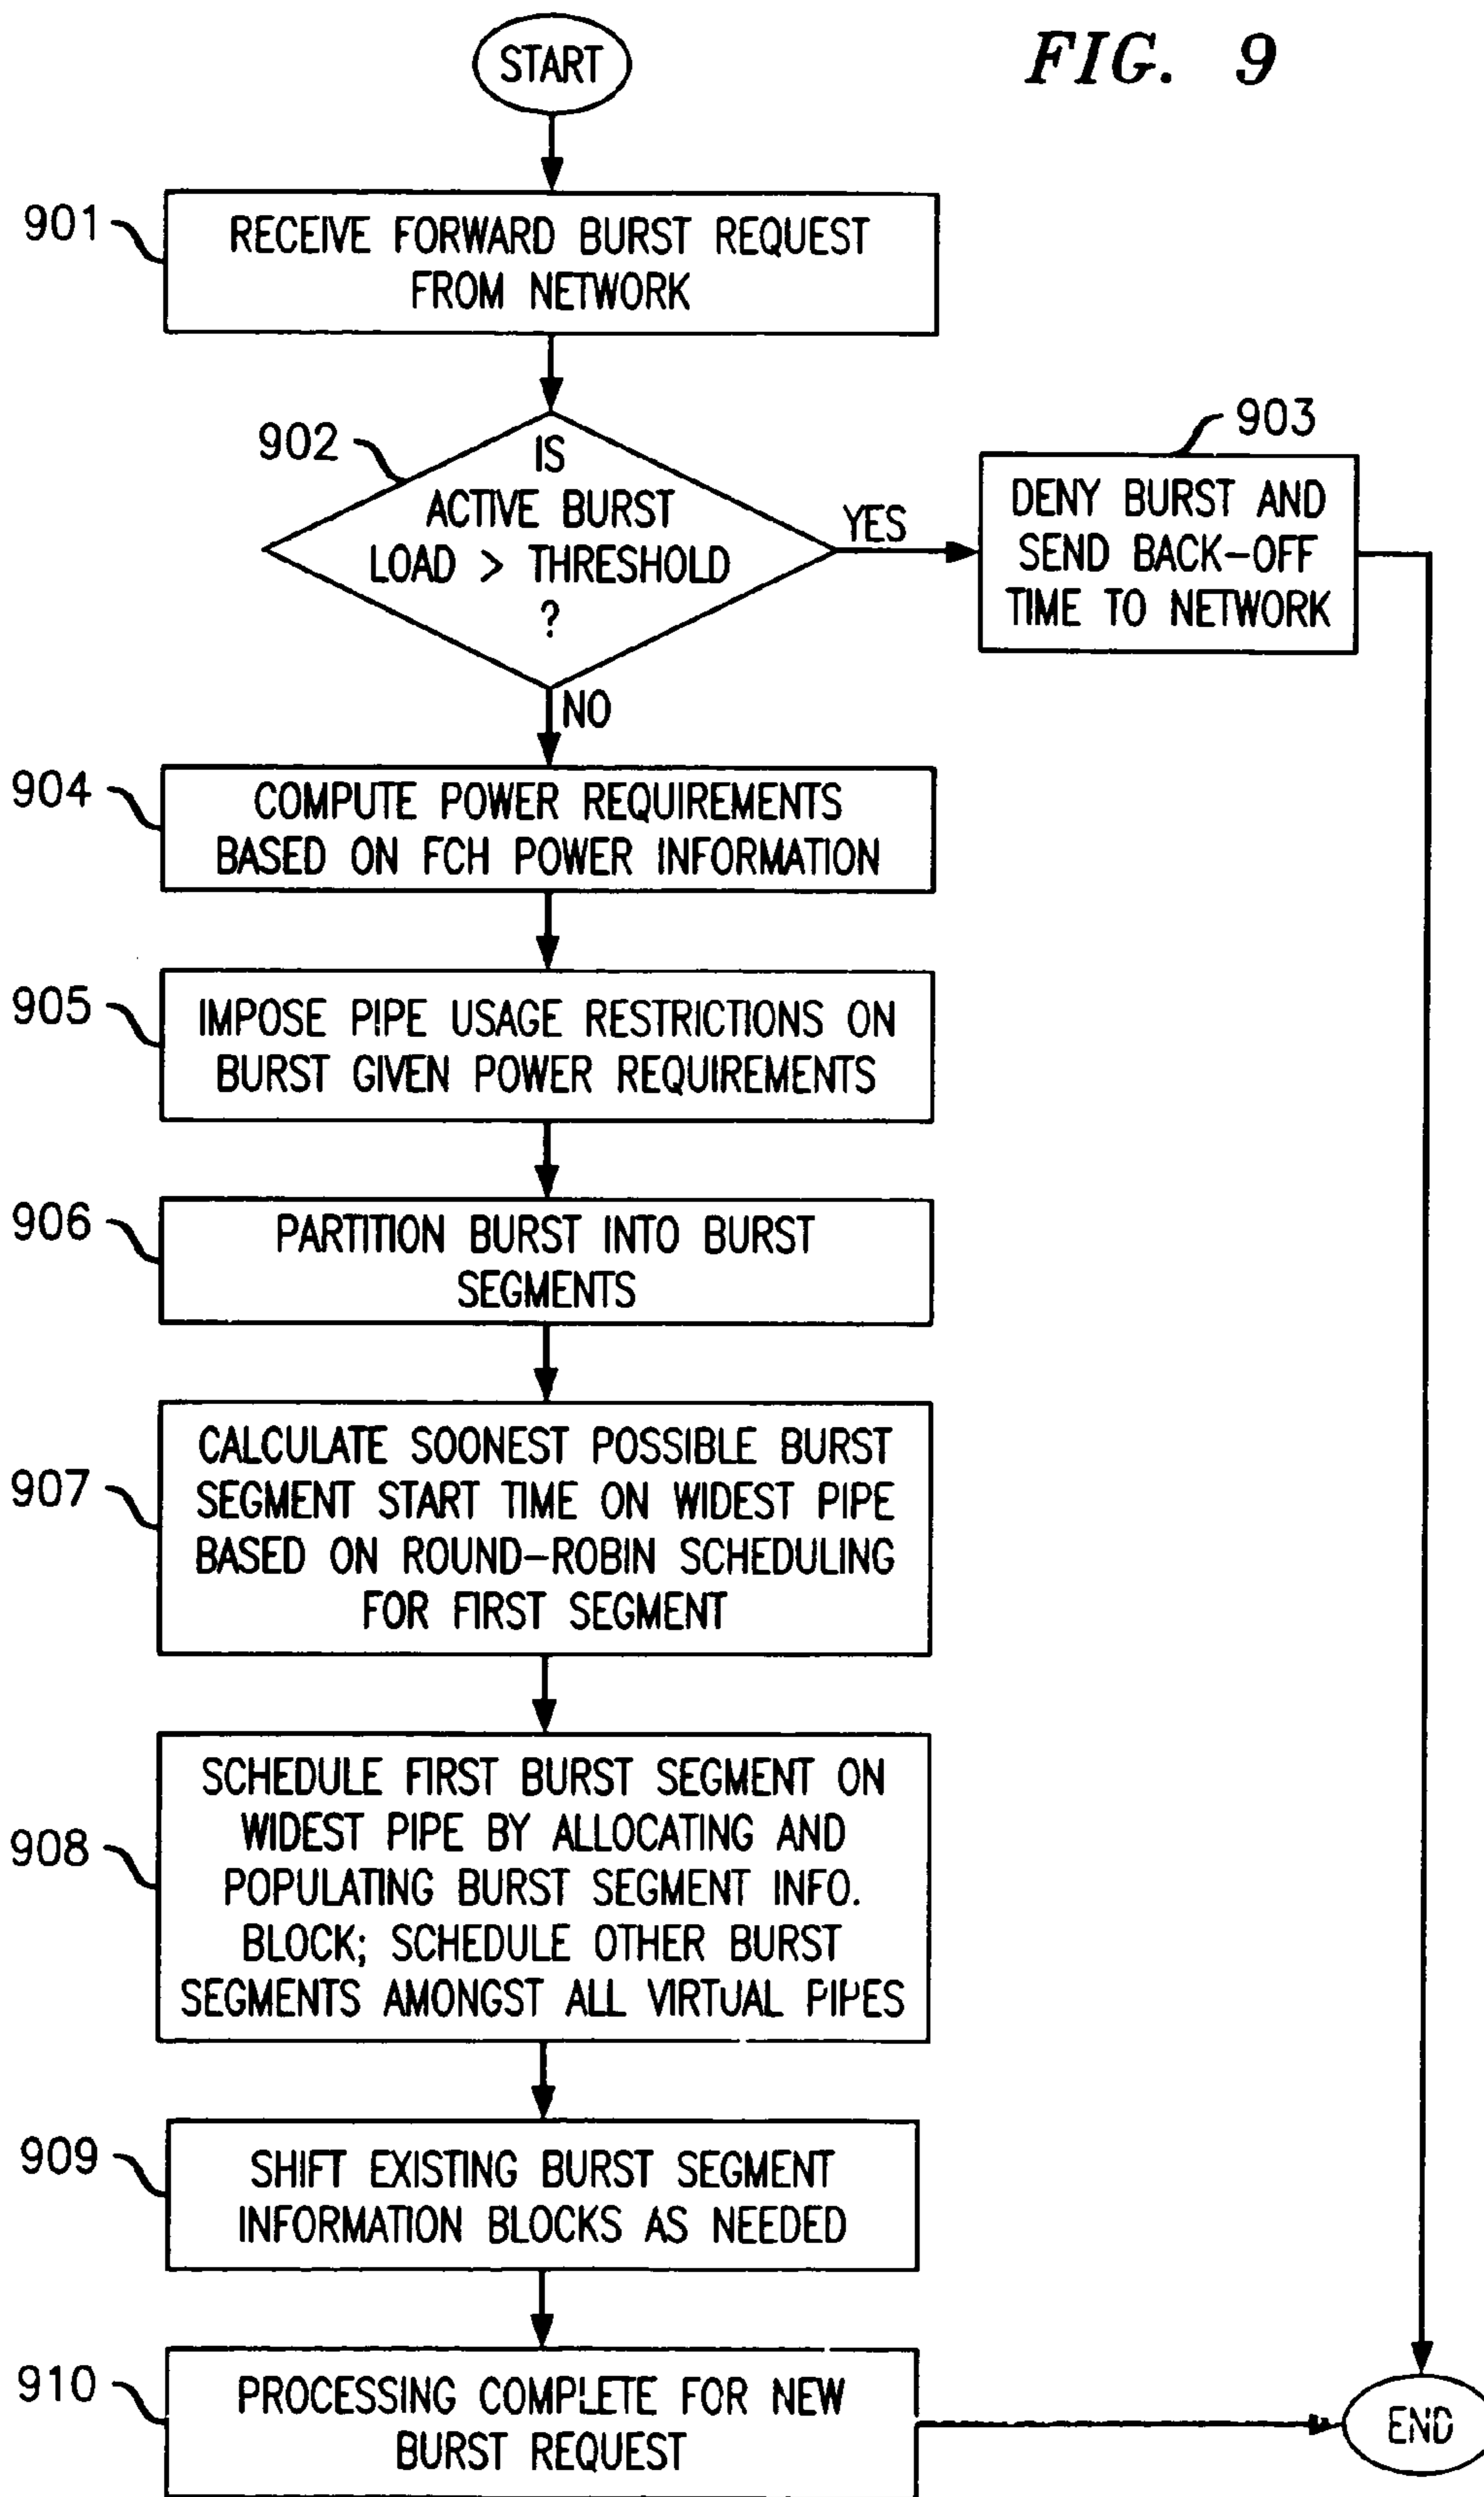 FIG. 9
START
901
RECEIVE FORWARD BURST REQUEST
FROM NETWORK
902
IS
ACTIVE BURST
LOAD > THRESHOLD
?
YES
903
DENY BURST AND
SEND BACK-OFF
TIME TO NETWORK
NO
904
COMPUTE POWER REQUIREMENTS
BASED ON FCH POWER INFORMATION
905
IMPOSE PIPE USAGE RESTRICTIONS ON
BURST GIVEN POWER REQUIREMENTS
906
PARTITION BURST INTO BURST
SEGMENTS
907
CALCULATE SOONEST POSSIBLE BURST
SEGMENT START TIME ON WIDEST PIPE
BASED ON ROUND-ROBIN SCHEDULING
FOR FIRST SEGMENT
908
SCHEDULE FIRST BURST SEGMENT ON
WIDEST PIPE BY ALLOCATING AND
POPULATING BURST SEGMENT INFO.
BLOCK; SCHEDULE OTHER BURST
SEGMENTS AMONGST ALL VIRTUAL PIPES
909
SHIFT EXISTING BURST SEGMENT
INFORMATION BLOCKS AS NEEDED
910
PROCESSING COMPLETE FOR NEW
BURST REQUEST
END